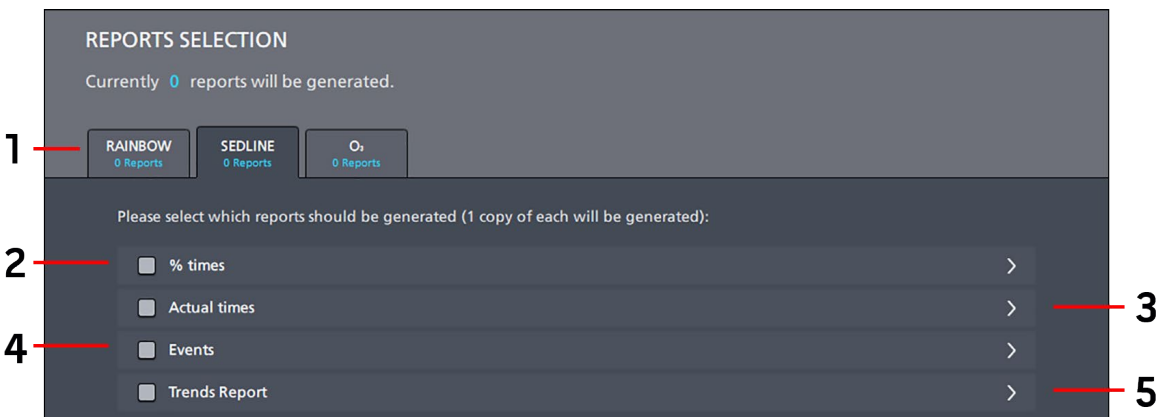 REPORTS SELECTION
Currently 0 reports will be generated.
1
RAINBOW SEDLINE O₃
0 Reports 0 Reports 0 Reports
Please select which reports should be generated (1 copy of each will be generated):
2 % times
Actual times 3
4 Events
Trends Report 5